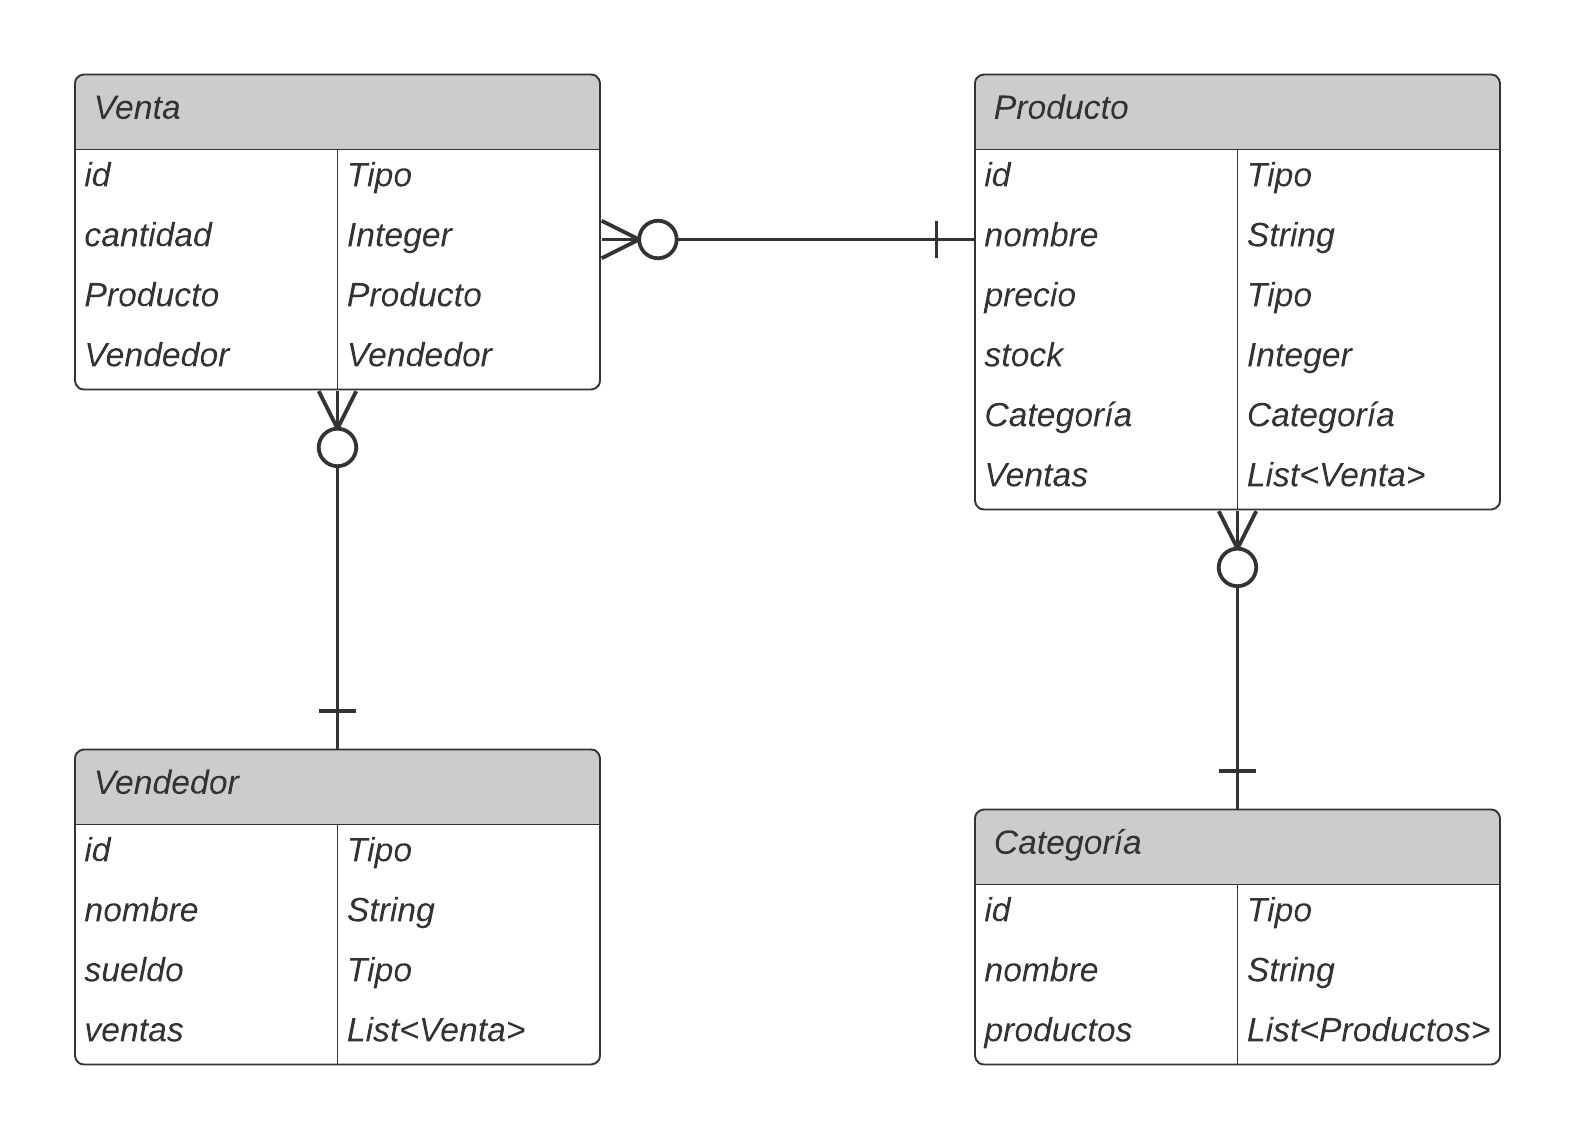 Venta
id Tipo
cantidad Integer
Producto Producto
Vendedor Vendedor
Producto
id Tipo
nombre String
precio Tipo
stock Integer
Categoría Categoría
Ventas List<Venta>
Vendedor
id Tipo
nombre String
sueldo Tipo
ventas List<Venta>
Categoría
id Tipo
nombre String
productos List<Productos>